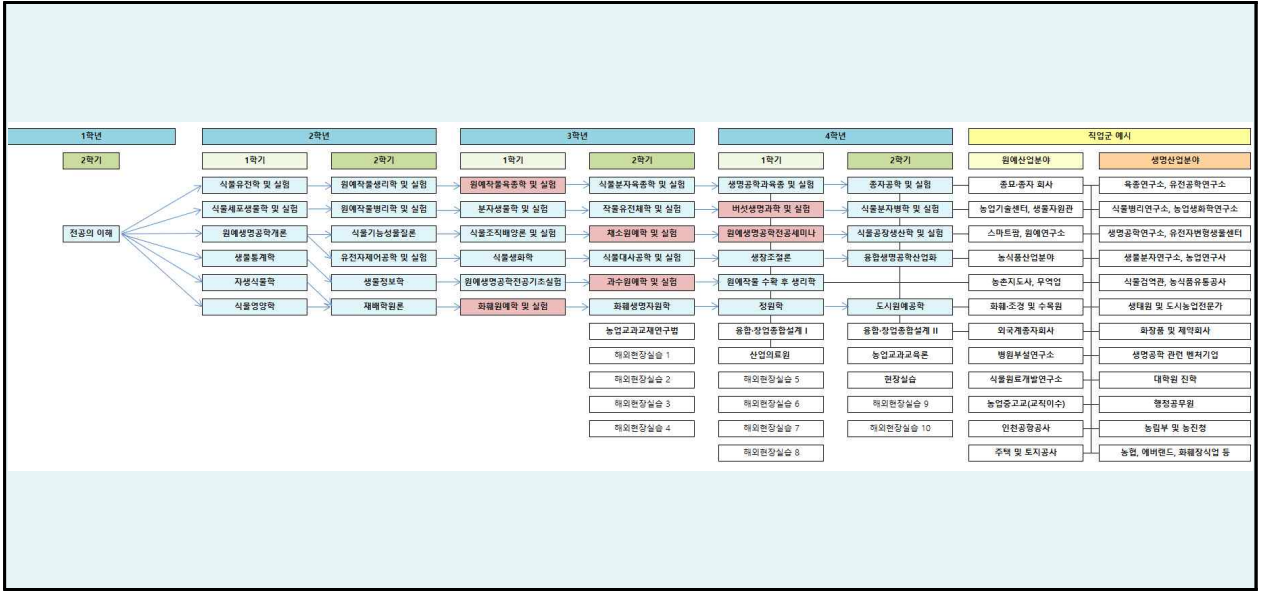 1학년 2학년 3학년 4학년 직업군 예시
2학기 1학기 2학기 1학기 2학기 1학기 2학기 원예산업분야 생명산업분야
식물유전학 및 실험 원예작물생리학 및 실험 원예작물육종학 및 실험 식물분자육종학 및 실험 생명공학과육종 및 실험 종자공학 및 실험 종묘·종자 회사 육종연구소, 유전공학연구소
식물세포생물학 및 실험 원예작물병리학 및 실험 분자생물학 및 실험 작물유전체학 및 실험 버섯생명과학 및 실험 식물분자병학 및 실험 농업기술센터, 생물자원관 식물병리연구소, 농업생화학연구소
전공의 이해 원예생명공학개론 식물기능성물질론 식물조직배양론 및 실험 채소원예학 및 실험 원예생명공학전공세미나 식물공장생산학 및 실험 스마트팜, 원예연구소 생명공학연구소, 유전자변형생물센터
생물통계학 유전자제어공학 및 실험 식물생화학 식물대사공학 및 실험 생장조절론 융합생명공학산업화 농식품산업분야 생물분자연구소, 농업연구사
자생식물학 생물정보학 원예생명공학전공기초실험 과수원예학 및 실험 원예작물 수확 후 생리학 농촌지도사, 무역업 식물검역관, 농식품유통공사
식물영양학 재배학원론 화훼원예학 및 실험 화훼생명자원학 정원학 도시원예공학 화훼·조경 및 수목원 생태원 및 도시농업전문가
농업교과교재연구법 융합·창업종합설계 I 융합·창업종합설계 II 외국계종자회사 화장품 및 제약회사
해외현장실습 1 산업의료원 농업교과교육론 병원부설연구소 생명공학 관련 벤처기업
해외현장실습 2 해외현장실습 5 현장실습 식물원료개발연구소 대학원 진학
해외현장실습 3 해외현장실습 6 해외현장실습 9 농업중고교(교직이수) 행정공무원
해외현장실습 4 해외현장실습 7 해외현장실습 10 인천공항공사 농림부 및 농진청
해외현장실습 8 주택 및 토지공사 농협, 에버랜드, 화훼장식업 등